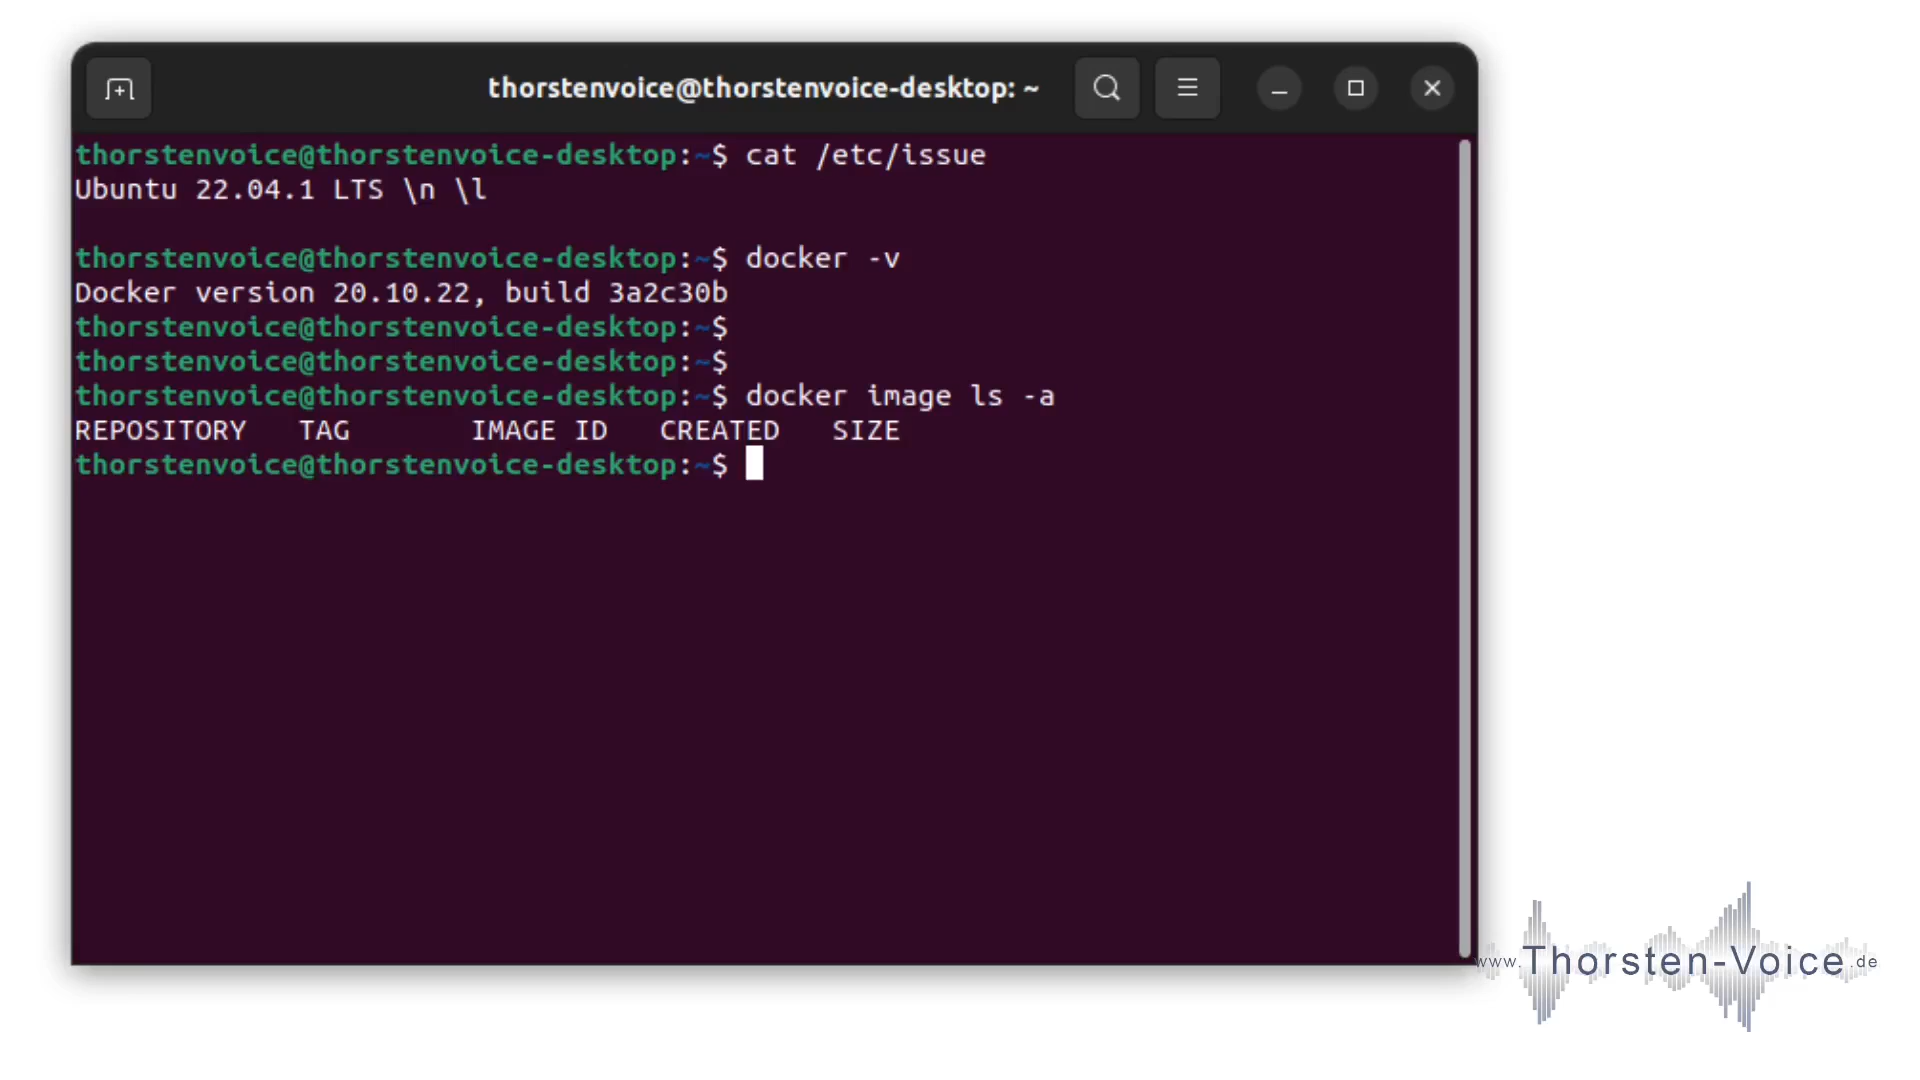 thorstenvoice@thorstenvoice-desktop: ~
thorstenvoice@thorstenvoice-desktop:~$ cat /etc/issue
Ubuntu 22.04.1 LTS \n \l
thorstenvoice@thorstenvoice-desktop:~$ docker -v
Docker version 20.10.22, build 3a2c30b
thorstenvoice@thorstenvoice-desktop:~$
thorstenvoice@thorstenvoice-desktop:~$
thorstenvoice@thorstenvoice-desktop:~$ docker image ls -a
REPOSITORY   TAG       IMAGE ID   CREATED   SIZE
thorstenvoice@thorstenvoice-desktop:~$
www.Thorsten-Voice.de